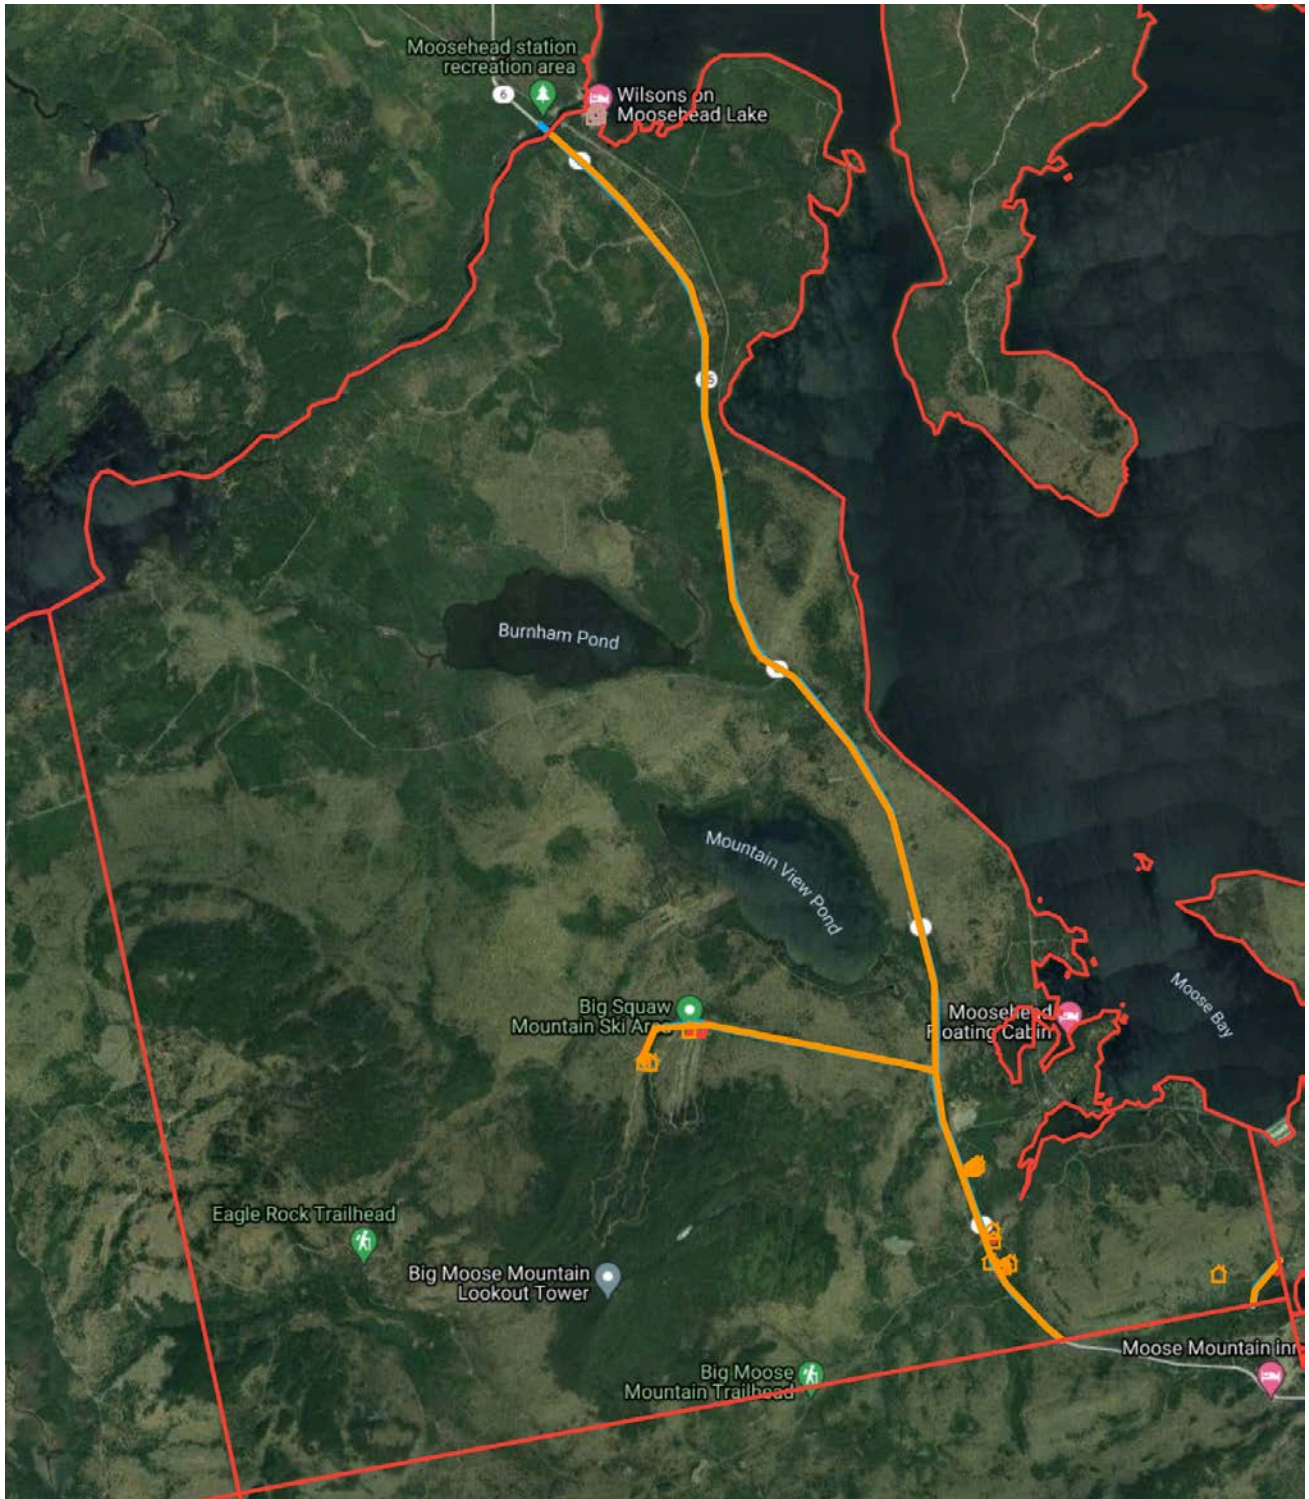 Moosehead station
recreation area
6
Wilsons on
Moosehead Lake
Burnham Pond
Mountain View Pond
Big Squaw
Mountain Ski Area
Moosehead
Floating Cabin
Moose Bay
Eagle Rock Trailhead
Big Moose Mountain
Lookout Tower
Big Moose
Mountain Trailhead
Moose Mountain inn